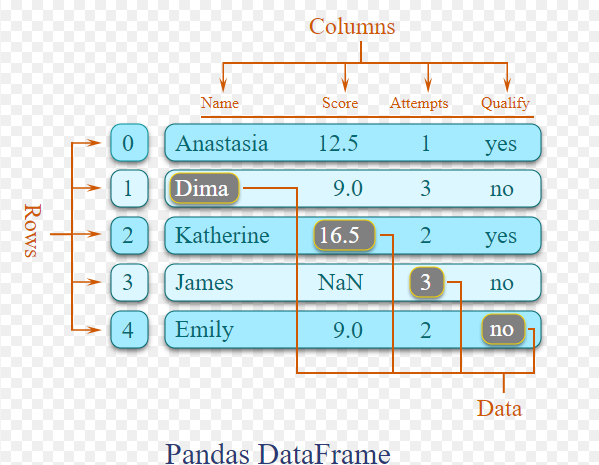 Columns
Name Score Attempts Qualify
0 Anastasia 12.5 1 yes
1 Dima 9.0 3 no
Rows
2 Katherine 16.5 2 yes
3 James NaN 3 no
4 Emily 9.0 2 no
Data
Pandas DataFrame